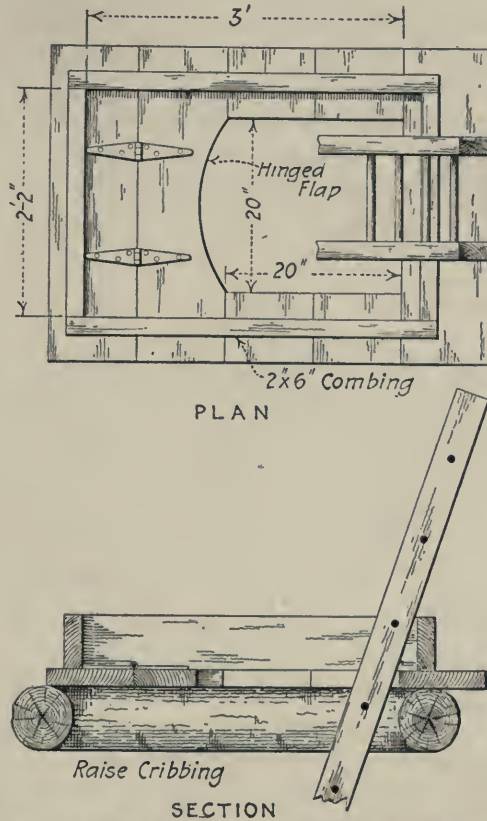 3'
2'-2"
Hinged
Flap
20"
20"
2"x6" Combing
PLAN
Raise Cribbing
SECTION